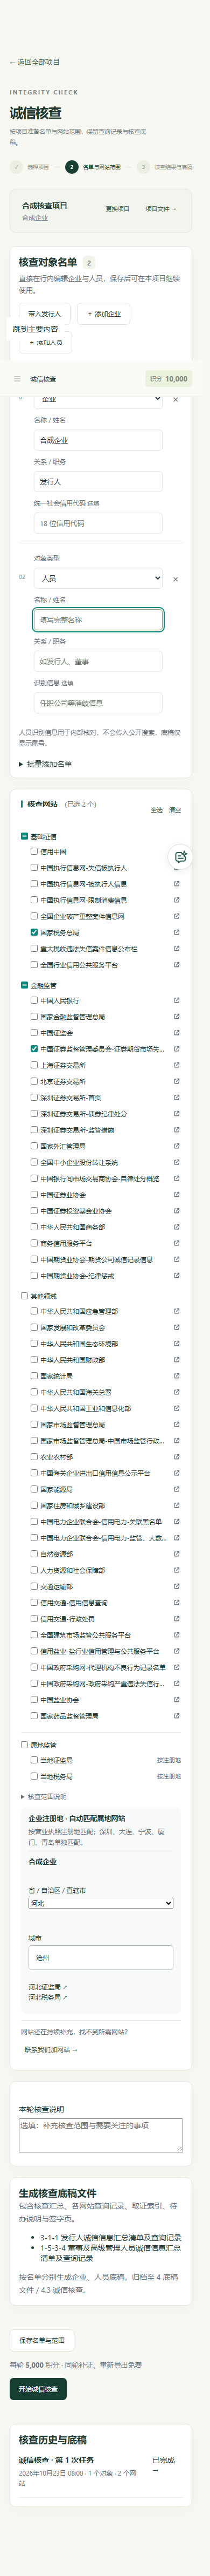 ← 返回全部项目
INTEGRITY CHECK
诚信核查
按项目准备名单与网站范围，保留查询记录与核查底稿。
✓ 选择项目
2 名单与网站范围
3 核查结果与底稿
合成核查项目
合成企业
更换项目
项目文件 →
核查对象名单 2
直接在行内编辑企业与人员，保存后可在本项目继续使用。
带入发行人
+ 添加企业
跳到主要内容
+ 添加人员
诚信核查
积分 10,000
01
企业
×
名称 / 姓名
合成企业
关系 / 职务
发行人
统一社会信用代码 选填
18 位信用代码
对象类型
02
人员
×
名称 / 姓名
填写完整名称
关系 / 职务
如发行人、董事
识别信息 选填
任职公司等消歧信息
人员识别信息用于内部核对，不会传入公开搜索，底稿仅显示尾号。
▶ 批量添加名单
核查网站 （已选 2 个）
全选 清空
基础征信
信用中国
中国执行信息网-失信被执行人
中国执行信息网-被执行人信息
中国执行信息网-限制消费信息
全国企业破产重整案件信息网
国家税务总局
重大税收违法失信案件信息公布栏
全国行业信用公共服务平台
金融监管
中国人民银行
国家金融监督管理总局
中国证监会
中国证券监督管理委员会-证券期货市场失...
上海证券交易所
北京证券交易所
深圳证券交易所-首页
深圳证券交易所-债券纪律处分
深圳证券交易所-监管措施
国家外汇管理局
全国中小企业股份转让系统
中国银行间市场交易商协会-自律处分概览
中国证券业协会
中国证券投资基金业协会
中华人民共和国商务部
商务信用服务平台
中国期货业协会-期货公司诚信记录信息
中国期货业协会-纪律惩戒
其他领域
中华人民共和国应急管理部
国家发展和改革委员会
中华人民共和国生态环境部
中华人民共和国财政部
国家统计局
中华人民共和国海关总署
中华人民共和国工业和信息化部
国家市场监督管理总局
国家市场监督管理总局-中国市场监管行政...
农业农村部
中国海关企业进出口信用信息公示平台
国家能源局
国家住房和城乡建设部
中国电力企业联合会-信用电力-关联黑名单
中国电力企业联合会-信用电力-监管、大数...
自然资源部
人力资源和社会保障部
交通运输部
信用交通-信用信息查询
信用交通-行政处罚
全国建筑市场监管公共服务平台
信用盐业-盐行业信用管理与公共服务平台
中国政府采购网-代理机构不良行为记录名单
中国政府采购网-政府采购严重违法失信行...
中国盐业协会
国家药品监督管理局
属地监管
当地证监局 按注册地
当地税务局 按注册地
▶ 核查范围说明
企业注册地 · 自动匹配属地网站
按营业执照注册地匹配：深圳、大连、宁波、厦门、青岛单独匹配。
合成企业
省 / 自治区 / 直辖市
河北
城市
沧州
河北证监局 ↗
河北税务局 ↗
网站还在持续补充，找不到所需网站？
联系我们加网站 →
本轮核查说明
选填：补充核查范围与需要关注的事项
生成核查底稿文件
包含核查汇总、各网站查询记录、取证索引、待办说明与签字页。
• 3-1-1 发行人诚信信息汇总清单及查询记录
• 1-5-3-4 董事及高级管理人员诚信信息汇总清单及查询记录
按名单分别生成企业、人员底稿，归档至 4 底稿文件 / 4.3 诚信核查。
保存名单与范围
每轮 5,000 积分 · 同轮补证、重新导出免费
开始诚信核查
核查历史与底稿
诚信核查 · 第 1 次任务
2026年10月23日 08:00 · 1 个对象 · 2 个网站
已完成 →